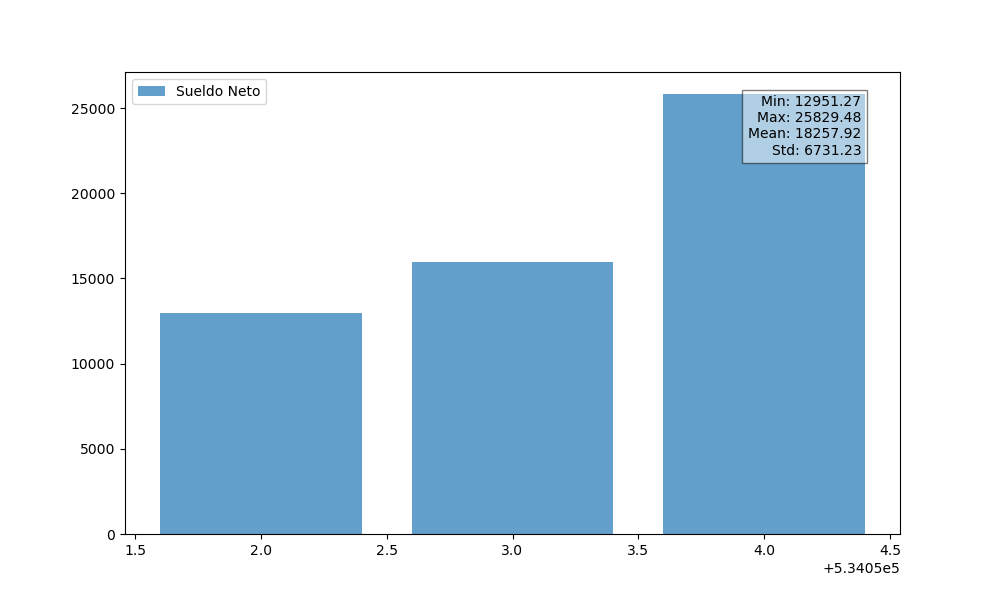 Sueldo Neto
Min: 12951.27
Max: 25829.48
Mean: 18257.92
Std: 6731.23
25000
20000
15000
10000
5000
0
1.5 2.0 2.5 3.0 3.5 4.0 4.5
+5.3405e5